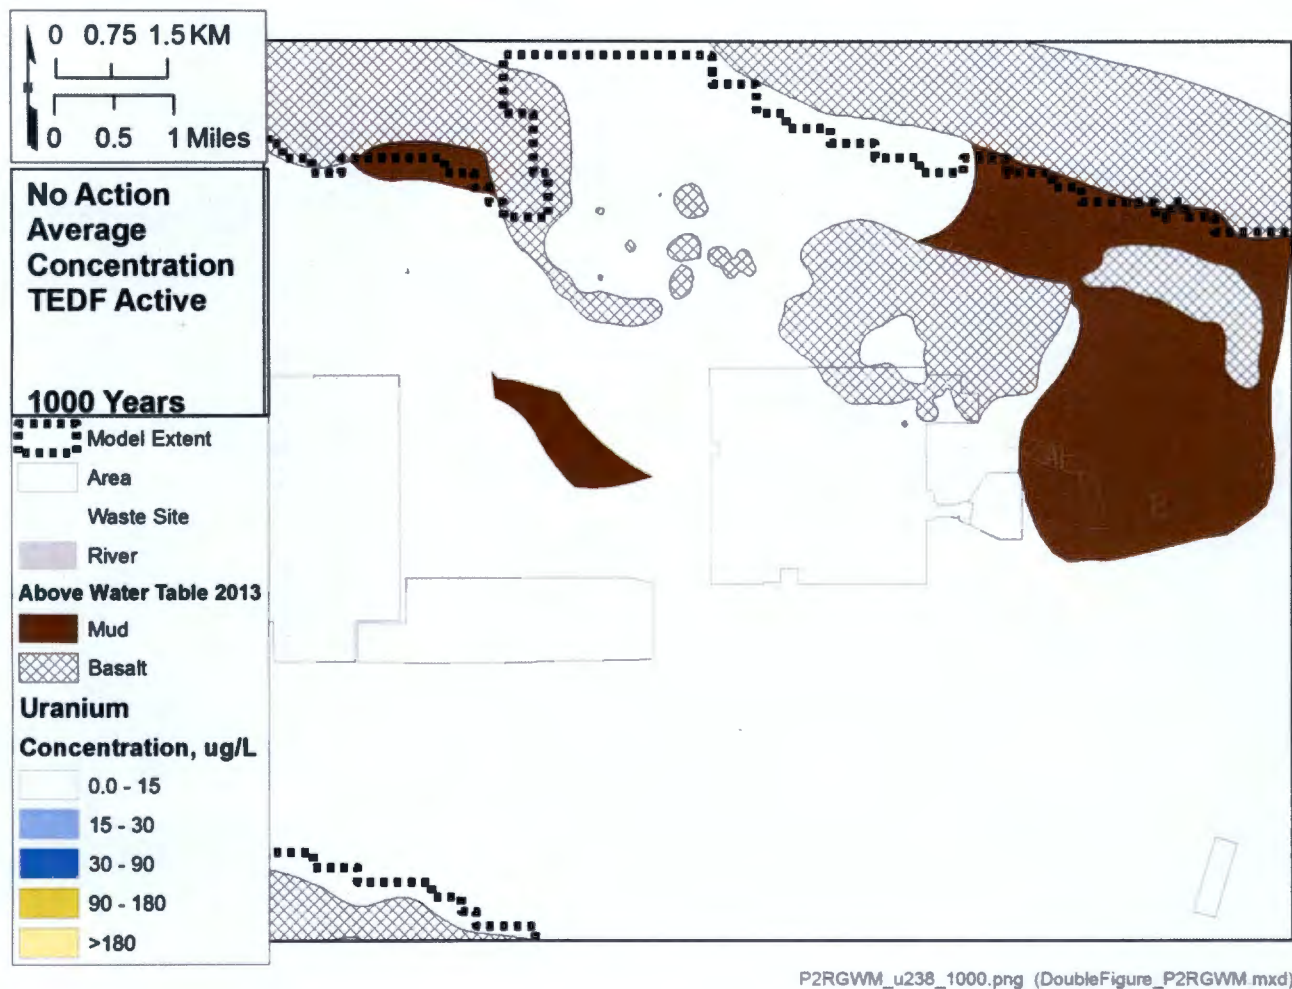 0 0.75 1.5 KM
0 0.5 1 Miles
No Action
Average
Concentration
TEDF Active
1000 Years
Model Extent
Area
Waste Site
River
Above Water Table 2013
Mud
Basalt
Uranium
Concentration, ug/L
0.0 - 15
15 - 30
30 - 90
90 - 180
>180
P2RGWM_u238_1000.png (DoubleFigure_P2RGWM.mxd)